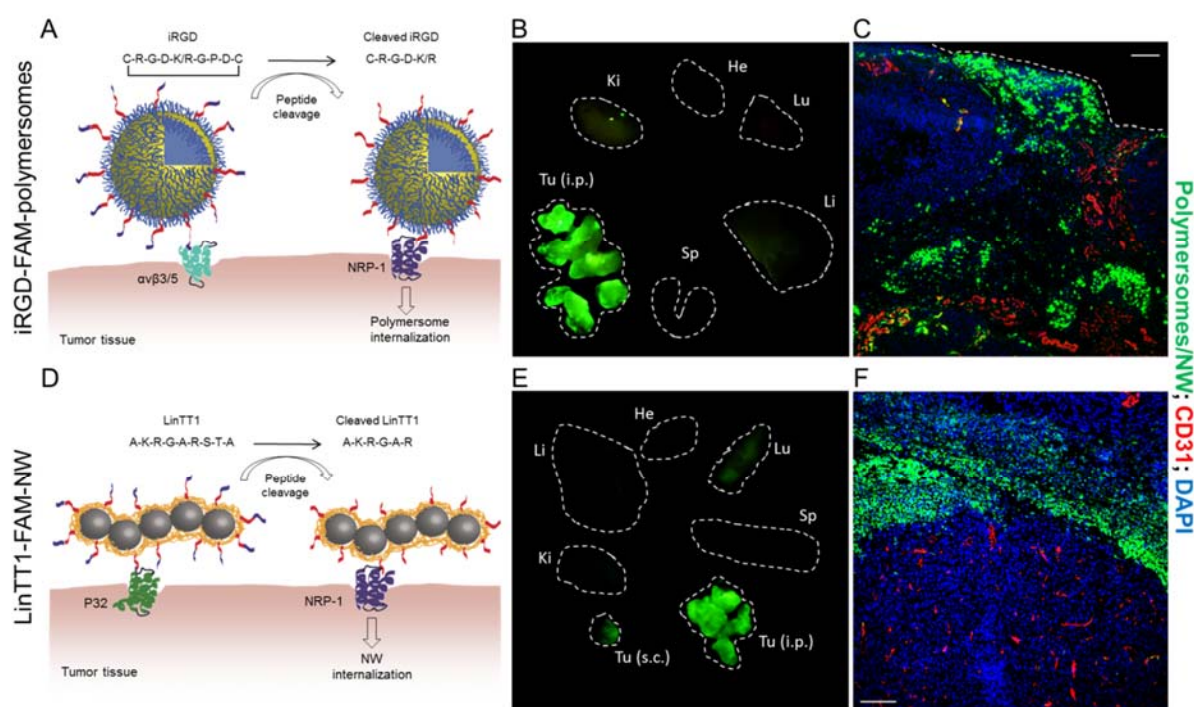 A
iRGD
C-R-G-D-K/R-G-P-D-C
Cleaved iRGD
C-R-G-D-K/R
Peptide
cleavage
αvβ3/5
NRP-1
Polymersome
internalization
Tumor tissue
iRGD-FAM-polymersomes
B
Ki
He
Lu
Tu (i.p.)
Li
Sp
C
D
LinTT1
A-K-R-G-A-R-S-T-A
Cleaved LinTT1
A-K-R-G-A-R
Peptide
cleavage
P32
NRP-1
NW
internalization
Tumor tissue
LinTT1-FAM-NW
E
He
Li
Lu
Sp
Ki
Tu (s.c.)
Tu (i.p.)
F
Polymersomes/NW; CD31; DAPI